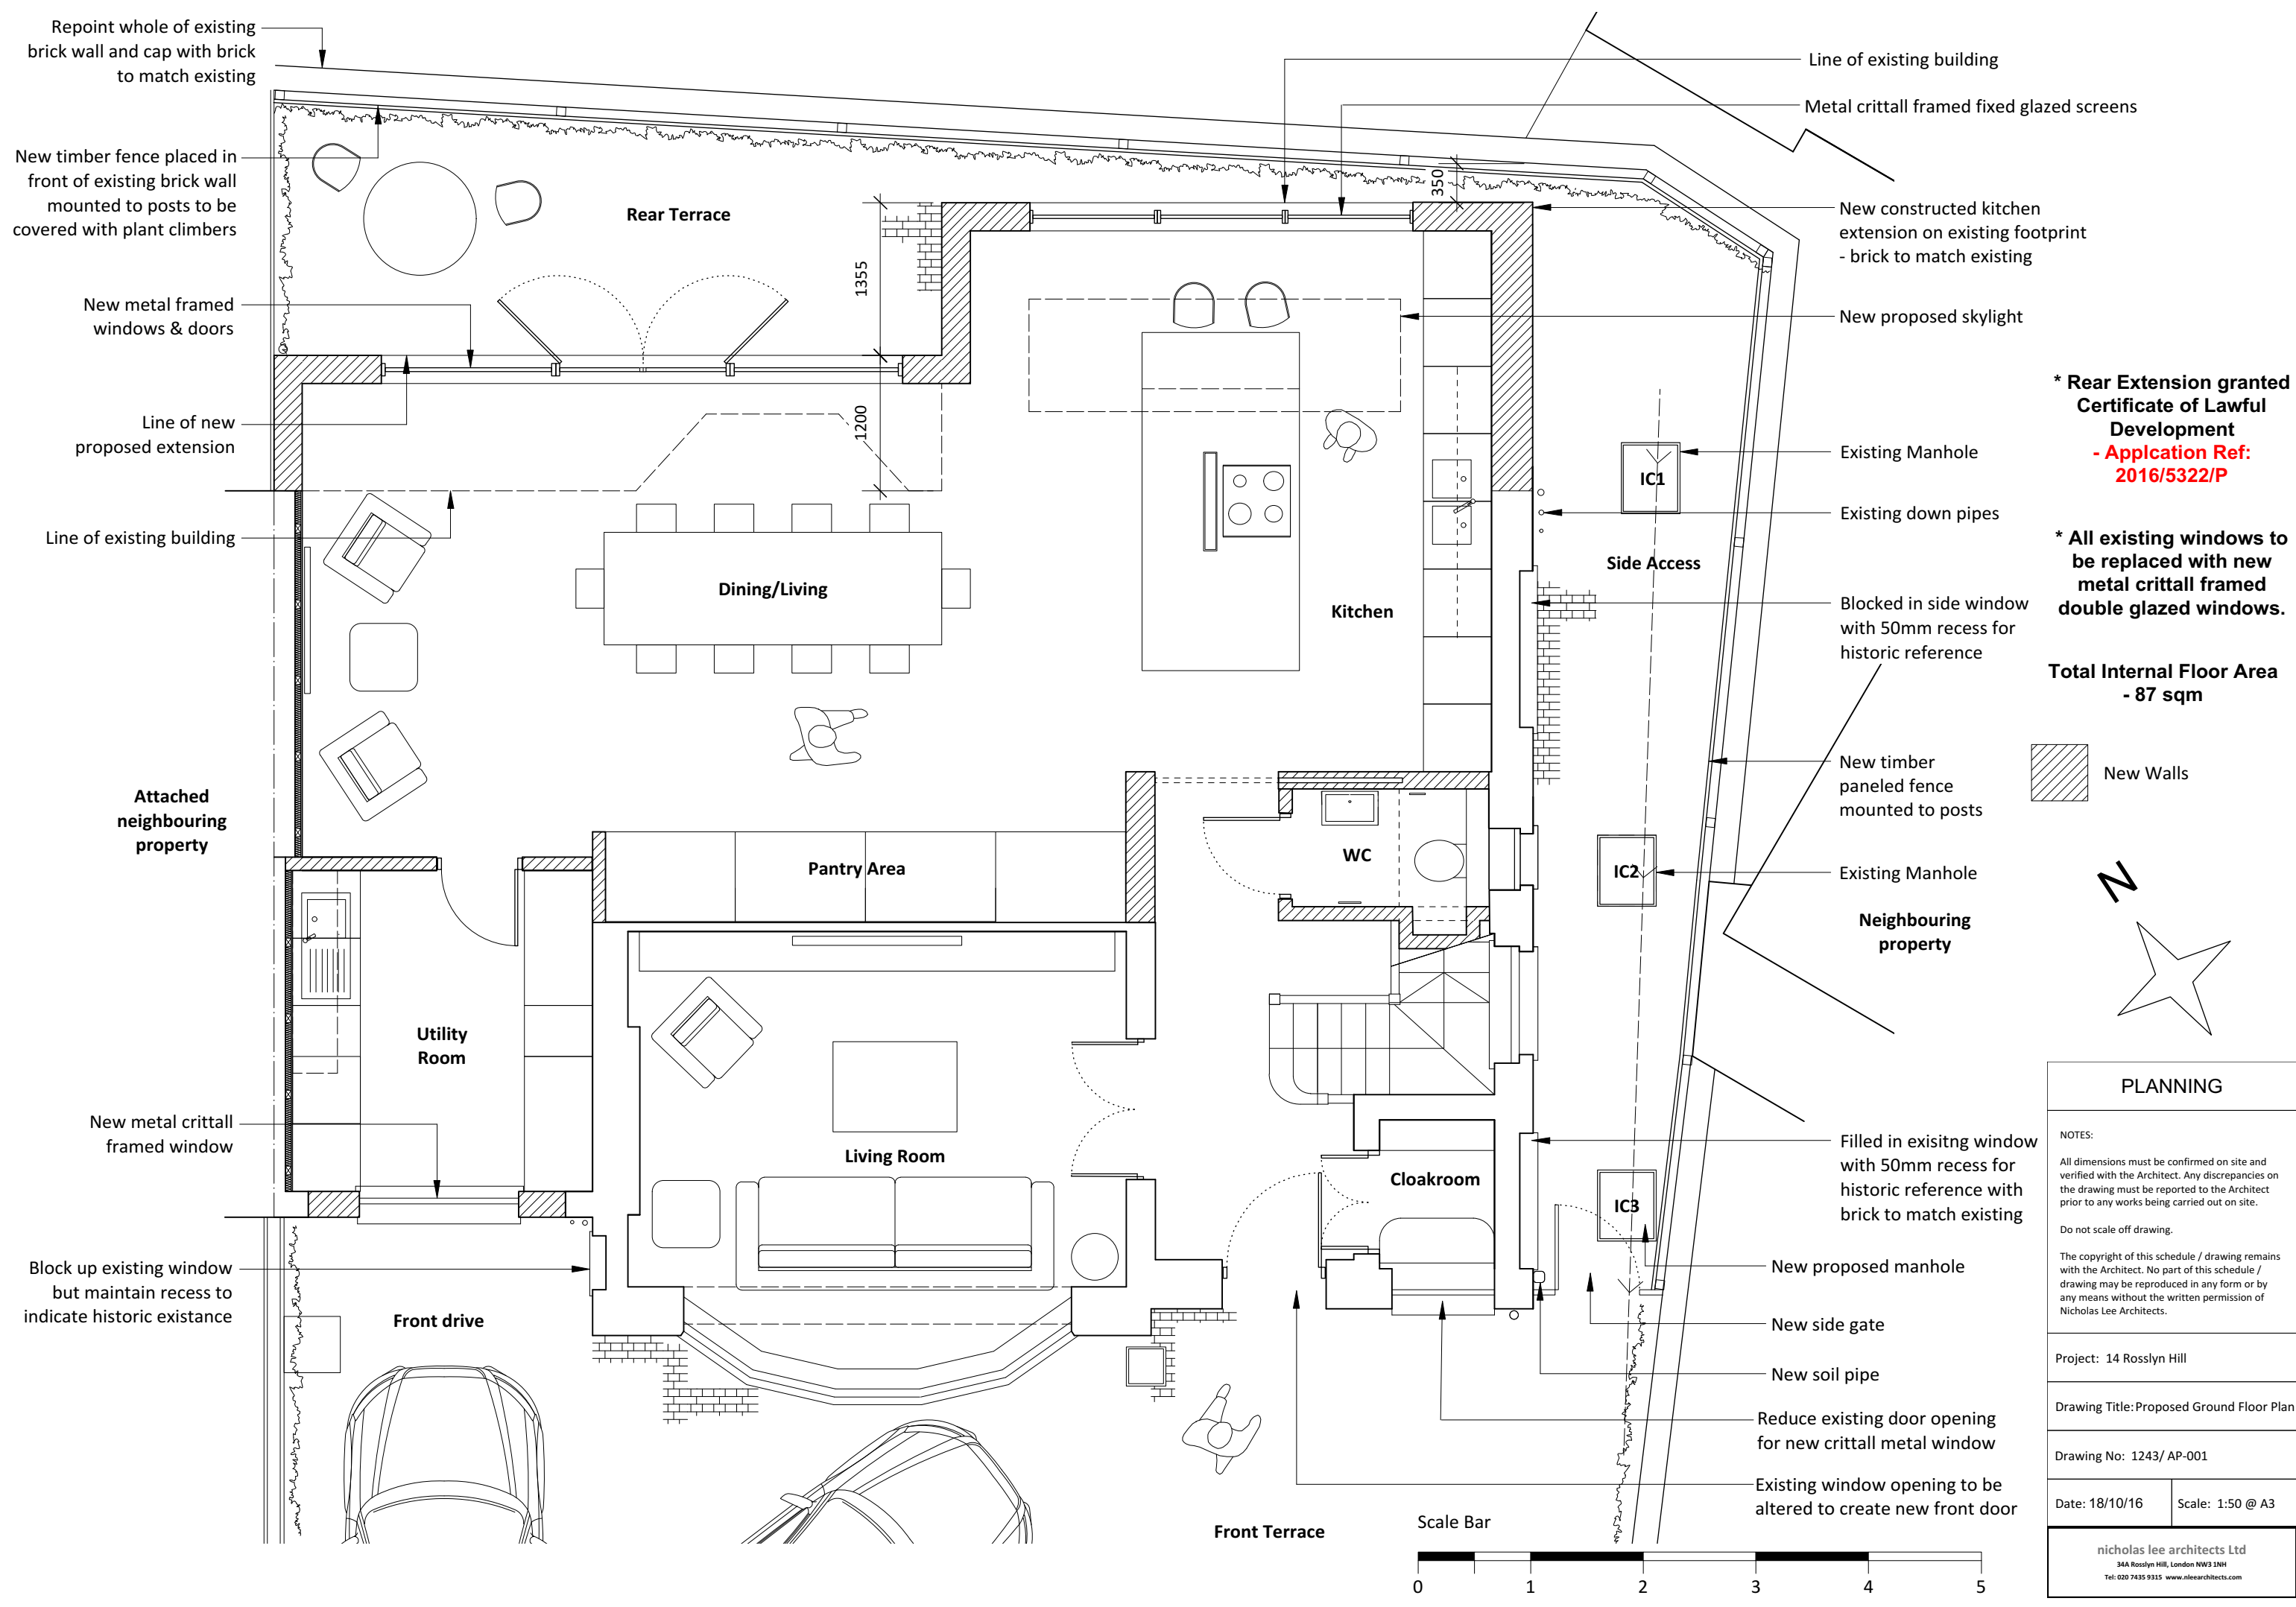 Repoint whole of existing
brick wall and cap with brick
to match existing
New timber fence placed in
front of existing brick wall
mounted to posts to be
covered with plant climbers
New metal framed
windows & doors
Line of new
proposed extension
Line of existing building
Attached
neighbouring
property
New metal crittall
framed window
Block up existing window
but maintain recess to
indicate historic existance
Rear Terrace
1355
1200
350
Dining/Living
Kitchen
Pantry Area
WC
Utility
Room
Living Room
Cloakroom
Front drive
Front Terrace
Side Access
IC1
IC2
IC3
Line of existing building
Metal crittall framed fixed glazed screens
New constructed kitchen
extension on existing footprint
- brick to match existing
New proposed skylight
Existing Manhole
Existing down pipes
Blocked in side window
with 50mm recess for
historic reference
New timber
paneled fence
mounted to posts
Existing Manhole
Neighbouring
property
Filled in exisitng window
with 50mm recess for
historic reference with
brick to match existing
New proposed manhole
New side gate
New soil pipe
Reduce existing door opening
for new crittall metal window
Existing window opening to be
altered to create new front door
Scale Bar
0 1 2 3 4 5
* Rear Extension granted
Certificate of Lawful
Development
- Applcation Ref:
2016/5322/P
* All existing windows to
be replaced with new
metal crittall framed
double glazed windows.
Total Internal Floor Area
- 87 sqm
New Walls
N
PLANNING
NOTES:
All dimensions must be confirmed on site and
verified with the Architect. Any discrepancies on
the drawing must be reported to the Architect
prior to any works being carried out on site.
Do not scale off drawing.
The copyright of this schedule / drawing remains
with the Architect. No part of this schedule /
drawing may be reproduced in any form or by
any means without the written permission of
Nicholas Lee Architects.
Project: 14 Rosslyn Hill
Drawing Title: Proposed Ground Floor Plan
Drawing No: 1243/ AP-001
Date: 18/10/16 Scale: 1:50 @ A3
nicholas lee architects Ltd
34A Rosslyn Hill, London NW3 1NH
Tel: 020 7435 9315 www.nleearchitects.com